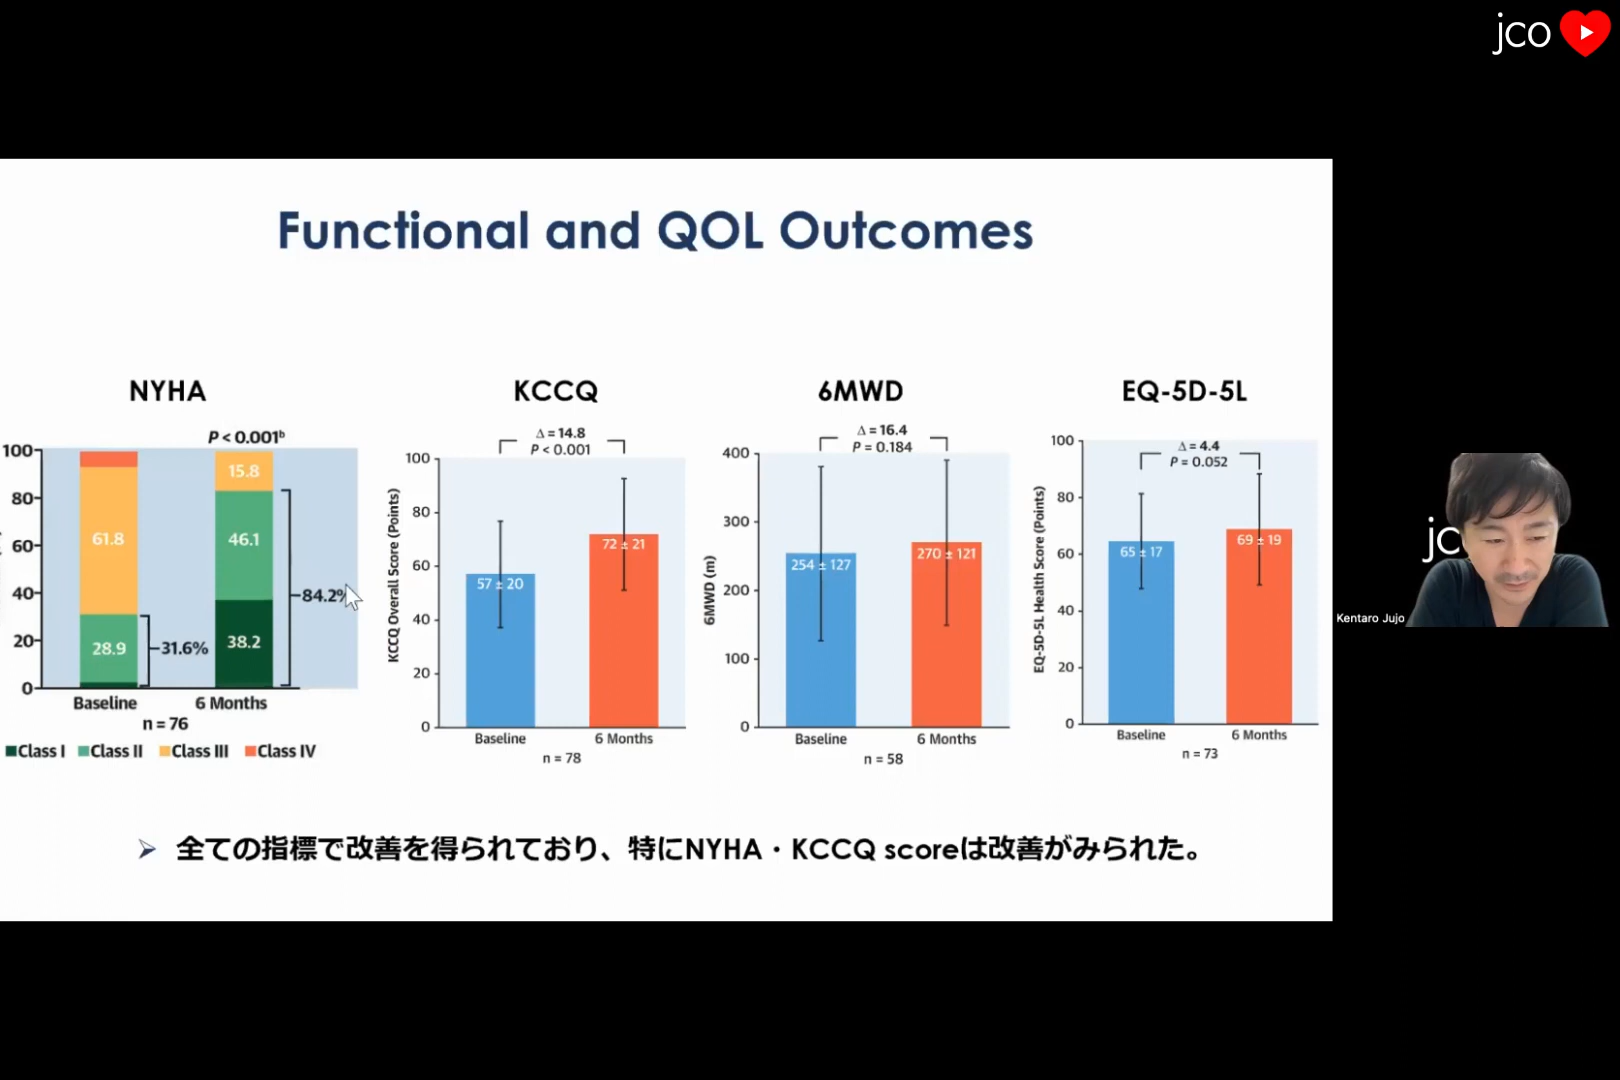 jco
Functional and QOL Outcomes
NYHA
P < 0.001ᵇ
100
80
60
40
20
0
61.8
28.9
31.6%
15.8
46.1
38.2
84.2%
Baseline
6 Months
n = 76
Class I
Class II
Class III
Class IV
KCCQ
Δ = 14.8
P < 0.001
KCCQ Overall Score (Points)
100
80
60
40
20
0
57 ± 20
72 ± 21
Baseline
6 Months
n = 78
6MWD
Δ = 16.4
P = 0.184
6MWD (m)
400
300
200
100
0
254 ± 127
270 ± 121
Baseline
6 Months
n = 58
EQ-5D-5L
Δ = 4.4
P = 0.052
EQ-5D-5L Health Score (Points)
100
80
60
40
20
0
65 ± 17
69 ± 19
Baseline
6 Months
n = 73
➢ 全ての指標で改善を得られており、特にNYHA・KCCQ scoreは改善がみられた。
jc
Kentaro Jujo